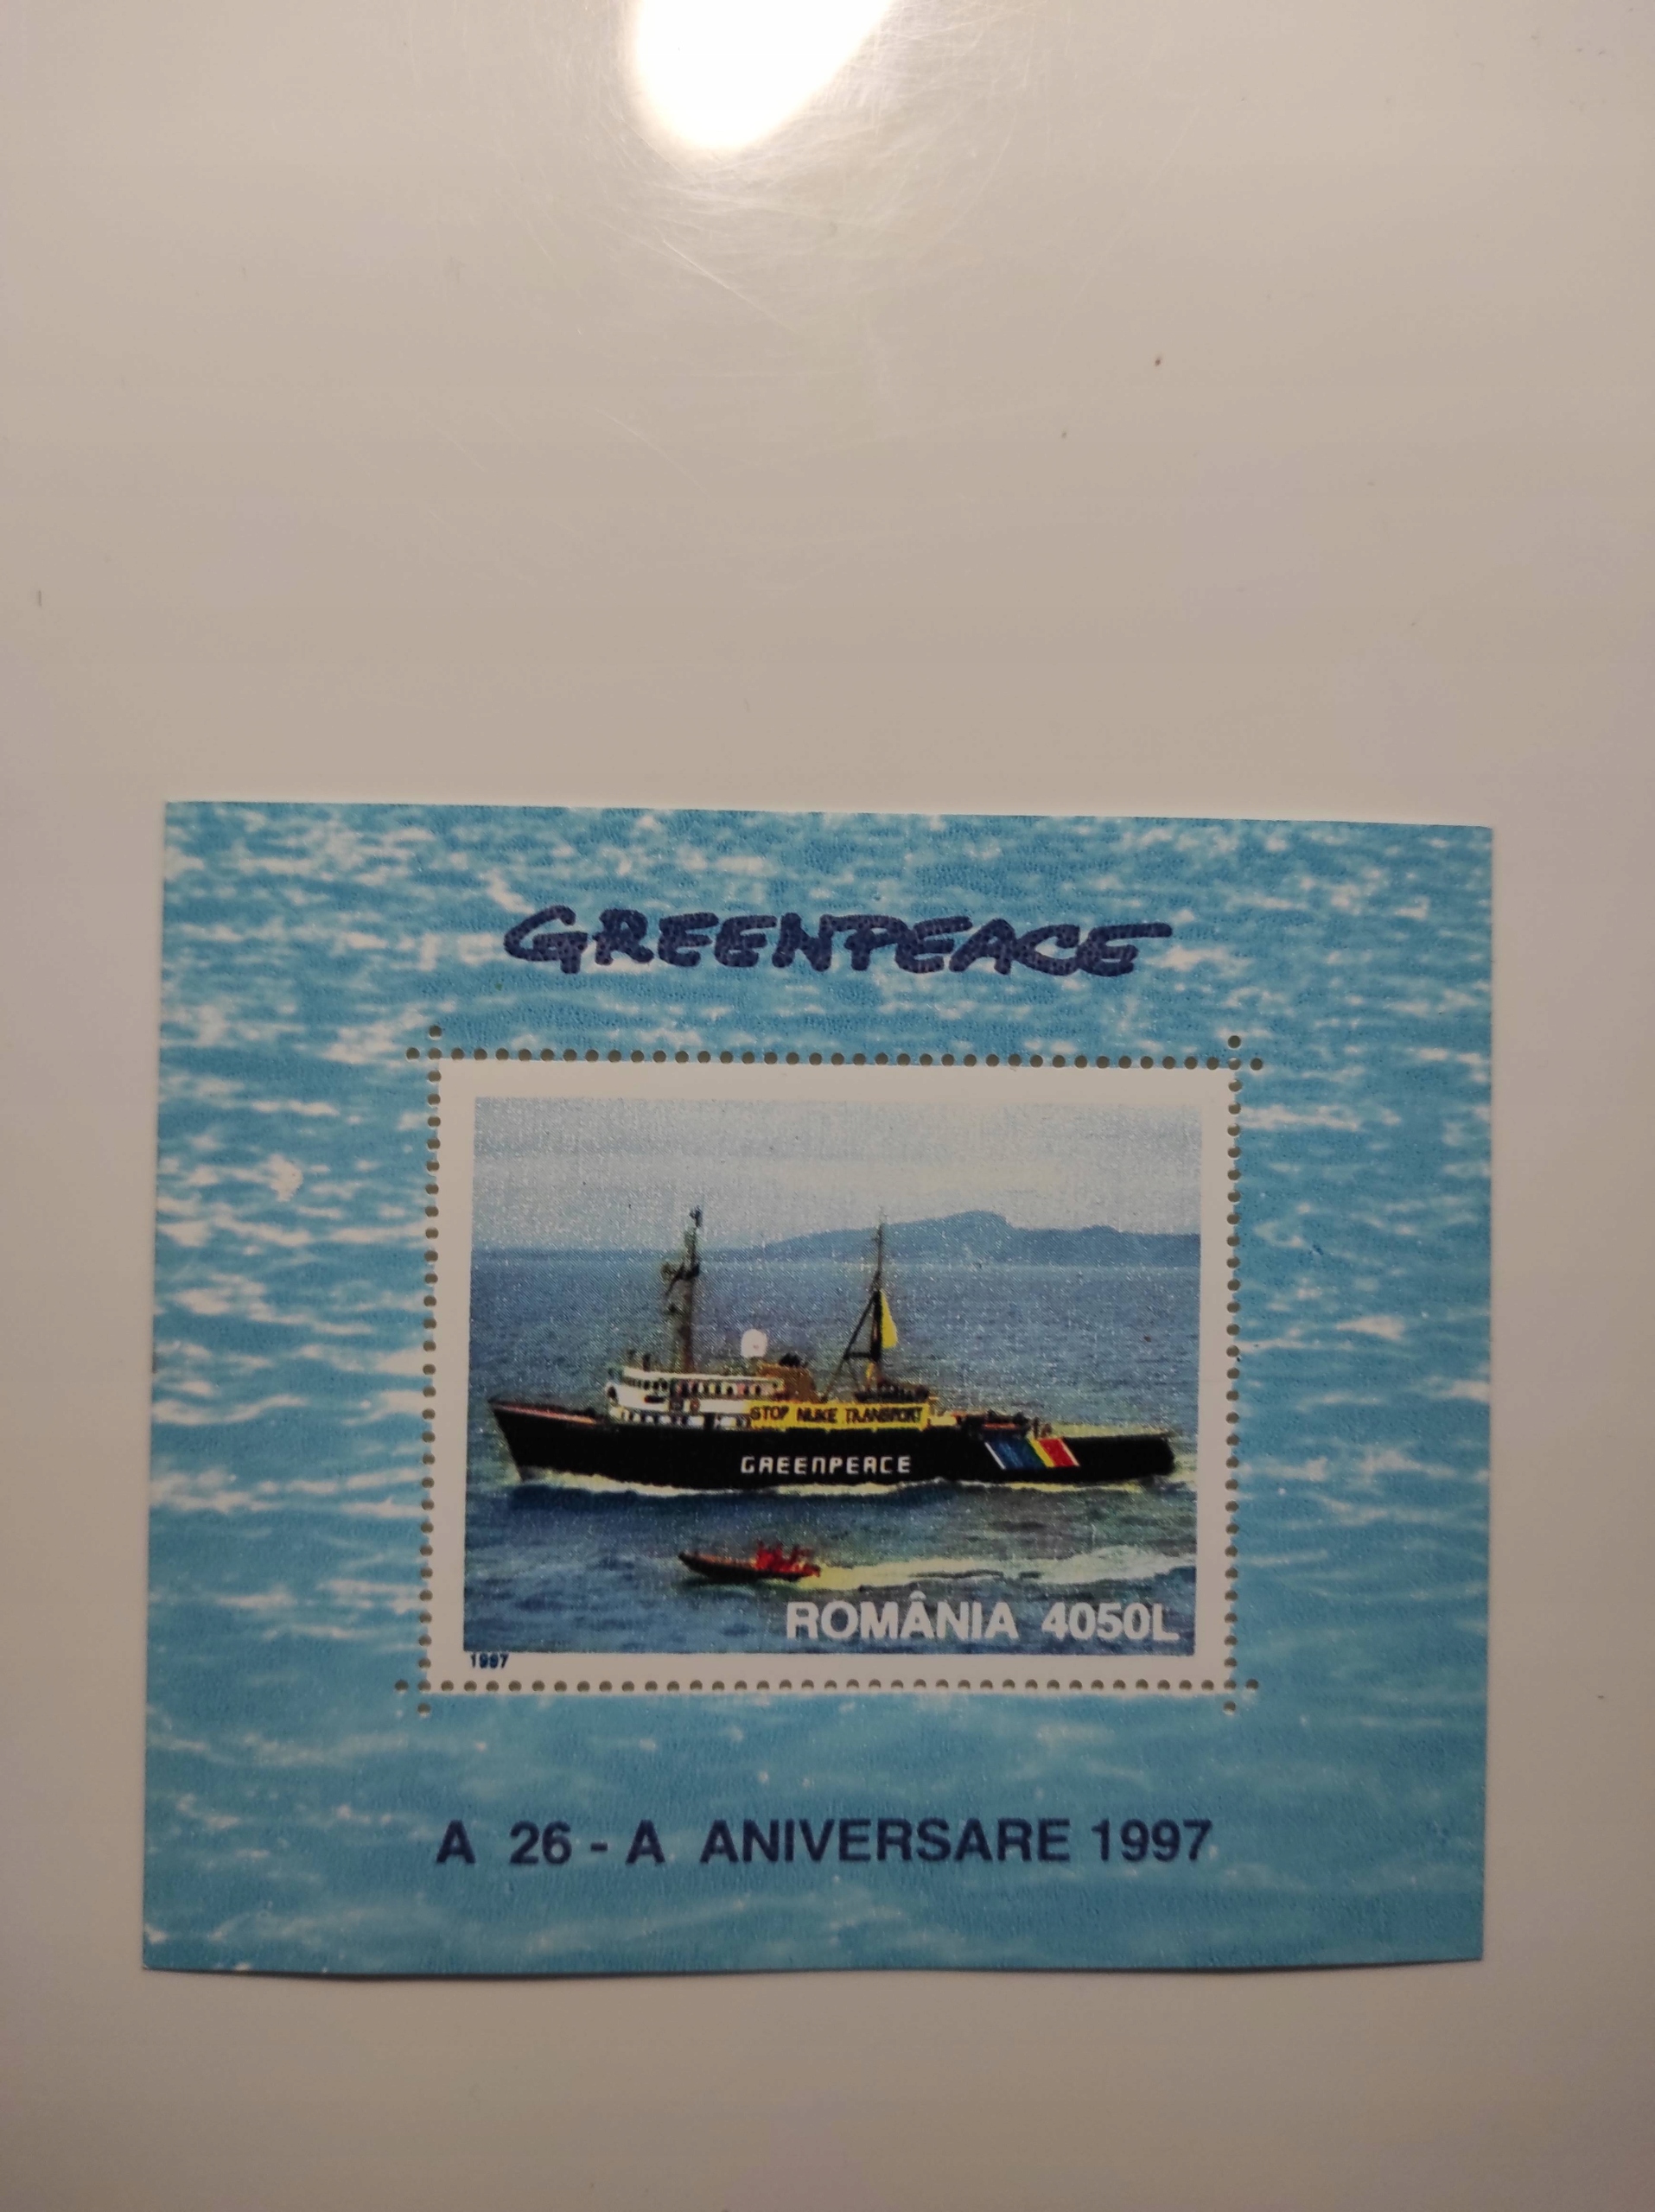 GREENPEACE
STOP NUKE TRANSPORT
GREENPEACE
ROMÂNIA 4050L
1997
A 26 - A ANIVERSARE 1997